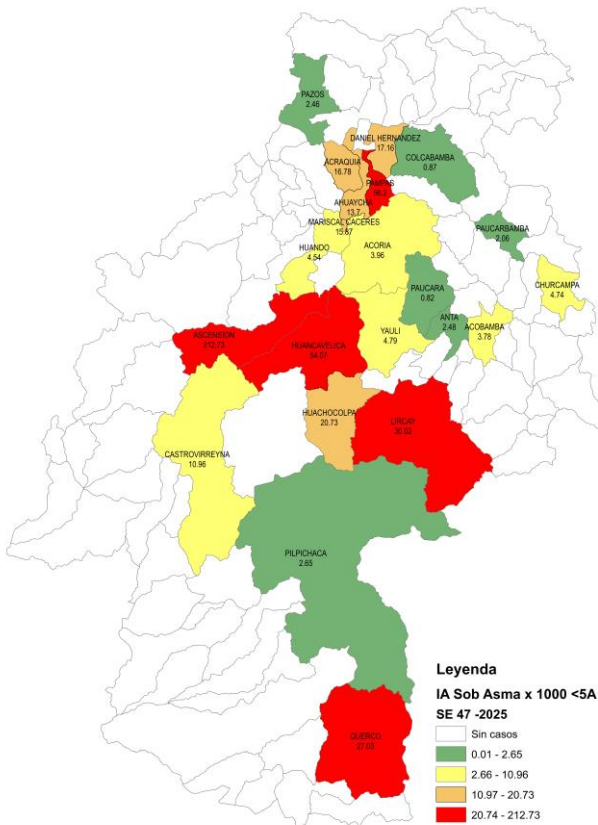 PAZOS
2.46
DANIEL HERNANDEZ
17.16
COLCABAMBA
0.87
ACRAQUIA
16.78
PAMPAS
AHUAYCHA
13.7
MARISCAL CACERES
15.87
PAUCARBAMBA
2.06
HUANDO
4.54
ACORIA
3.96
CHURCAMPA
4.74
PAUCARA
0.82
ANTA
2.48
ACOBAMBA
3.78
YAULI
4.79
ASCENSION
212.73
HUANCAVELICA
54.07
HUACHOCOLPA
20.73
LIRCAY
30.02
CASTROVIRREYNA
10.96
PILPICHACA
2.65
QUERCO
27.03
Leyenda
IA Sob Asma x 1000 <5A
SE 47 -2025
Sin casos
0.01 - 2.65
2.66 - 10.96
10.97 - 20.73
20.74 - 212.73